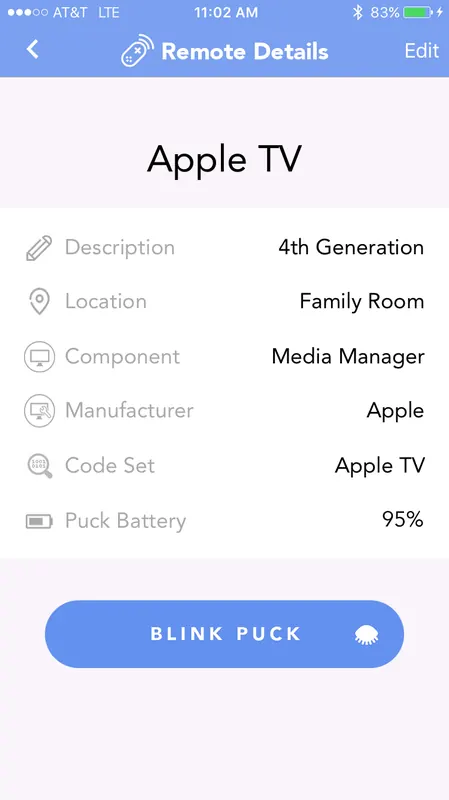 AT&T LTE 11:02 AM 83%
Remote Details Edit
Apple TV
Description 4th Generation
Location Family Room
Component Media Manager
Manufacturer Apple
Code Set Apple TV
Puck Battery 95%
BLINK PUCK